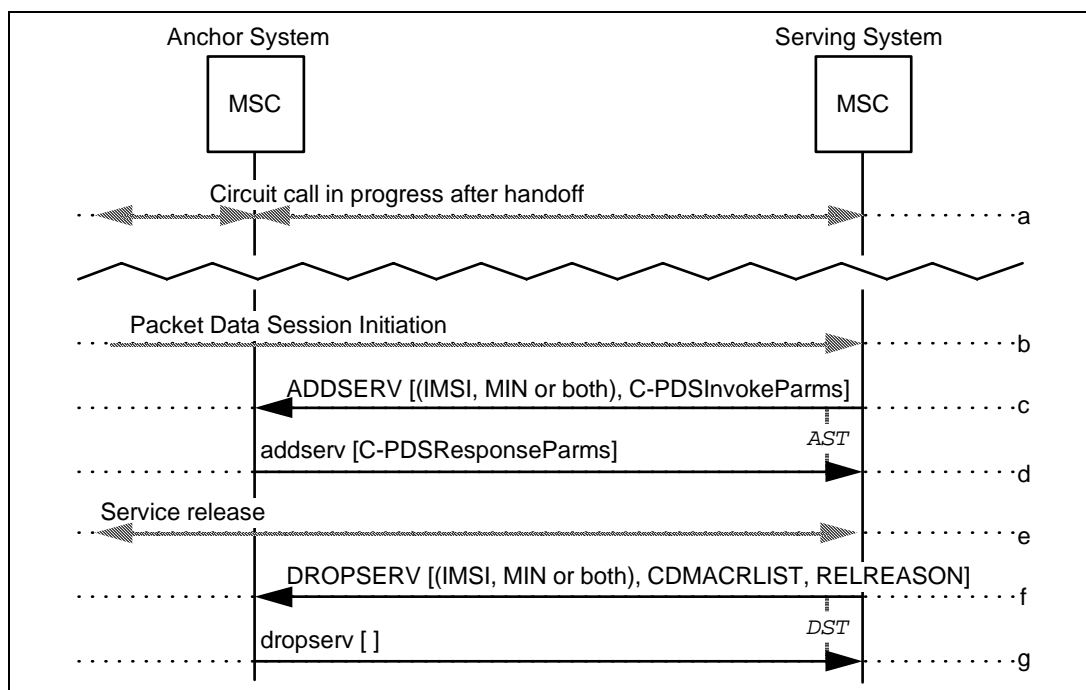 Anchor System
Serving System
MSC
MSC
Circuit call in progress after handoff
a
Packet Data Session Initiation
b
ADDSERV [(IMSI, MIN or both), C-PDSInvokeParms]
c
AST
addserv [C-PDSResponseParms]
d
Service release
e
DROPSERV [(IMSI, MIN or both), CDMACRLIST, RELREASON]
f
DST
dropserv [ ]
g